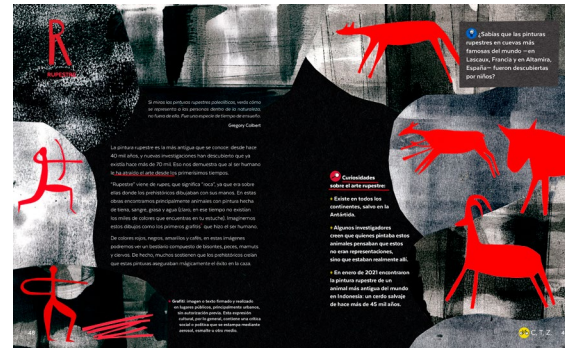 R
RUPESTRE
Si miras las pinturas rupestres paleolíticas, verás cómo
se representa a las personas dentro de la naturaleza,
no fuera de ella. Fue una especie de tiempo de ensueño.
Gregory Colbert
La pintura rupestre es la más antigua que se conoce: desde hace
40 mil años, y nuevas investigaciones han descubierto que ya
existía hace más de 70 mil. Eso nos demuestra que al ser humano
le ha atraído el arte desde los primerísimos tiempos.
"Rupestre" viene de rupes, que significa "roca", ya que era sobre
ellas donde los prehistóricos dibujaban con sus manos. En estas
obras encontramos principalmente animales con pintura hecha
de tierra, sangre, grasa y agua (claro, en ese tiempo no existían
los miles de colores que encuentras en tu estuche). Imaginemos
estos dibujos como los primeros grafitis que hizo el ser humano.
De colores rojos, negros, amarillos y cafés, en estas imágenes
podremos ver un bestiario compuesto de bisontes, peces, mamuts
y ciervos. De hecho, muchos sostienen que los prehistóricos creían
que estas pinturas aseguraban mágicamente el éxito en la caza.
Grafiti: imagen o texto firmado y realizado
en lugares públicos, principalmente urbanos,
sin autorización previa. Esta expresión
cultural, por lo general, contiene una crítica
social o política que se estampa mediante
aerosol, esmalte u otro medio.
48
¿Sabías que las pinturas
rupestres en cuevas más
famosas del mundo —en
Lascaux, Francia y en Altamira,
España— fueron descubiertas
por niños?
Curiosidades
sobre el arte rupestre:
Existe en todos los
continentes, salvo en la
Antártida.
Algunos investigadores
creen que quienes pintaba estos
animales pensaban que estos
no eran representaciones,
sino que estaban realmente allí.
En enero de 2021 encontraron
la pintura rupestre de un
animal más antigua del mundo
en Indonesia: un cerdo salvaje
de hace más de 45 mil años.
C. T. Z.